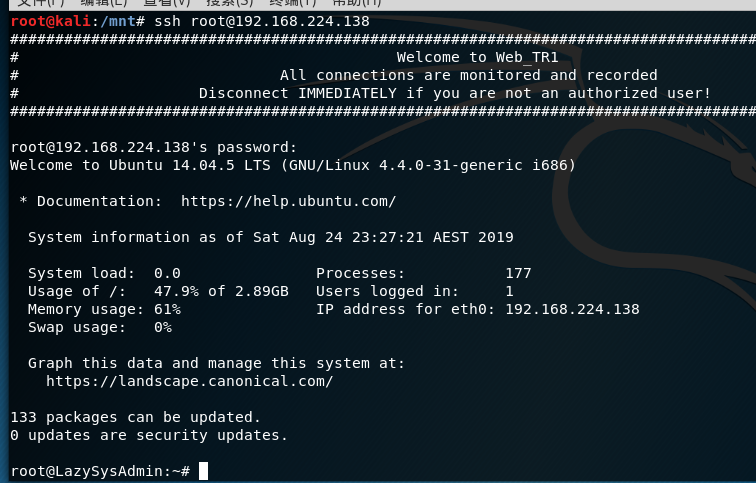 文件(F) 编辑(E) 查看(V) 搜索(S) 终端(T) 帮助(H)
root@kali:/mnt# ssh root@192.168.224.138
####################################################################################
# Welcome to Web_TR1
# All connections are monitored and recorded
# Disconnect IMMEDIATELY if you are not an authorized user!
####################################################################################
root@192.168.224.138's password:
Welcome to Ubuntu 14.04.5 LTS (GNU/Linux 4.4.0-31-generic i686)
* Documentation: https://help.ubuntu.com/
System information as of Sat Aug 24 23:27:21 AEST 2019
System load: 0.0 Processes: 177
Usage of /: 47.9% of 2.89GB Users logged in: 1
Memory usage: 61% IP address for eth0: 192.168.224.138
Swap usage: 0%
Graph this data and manage this system at:
https://landscape.canonical.com/
133 packages can be updated.
0 updates are security updates.
root@LazySysAdmin:~#